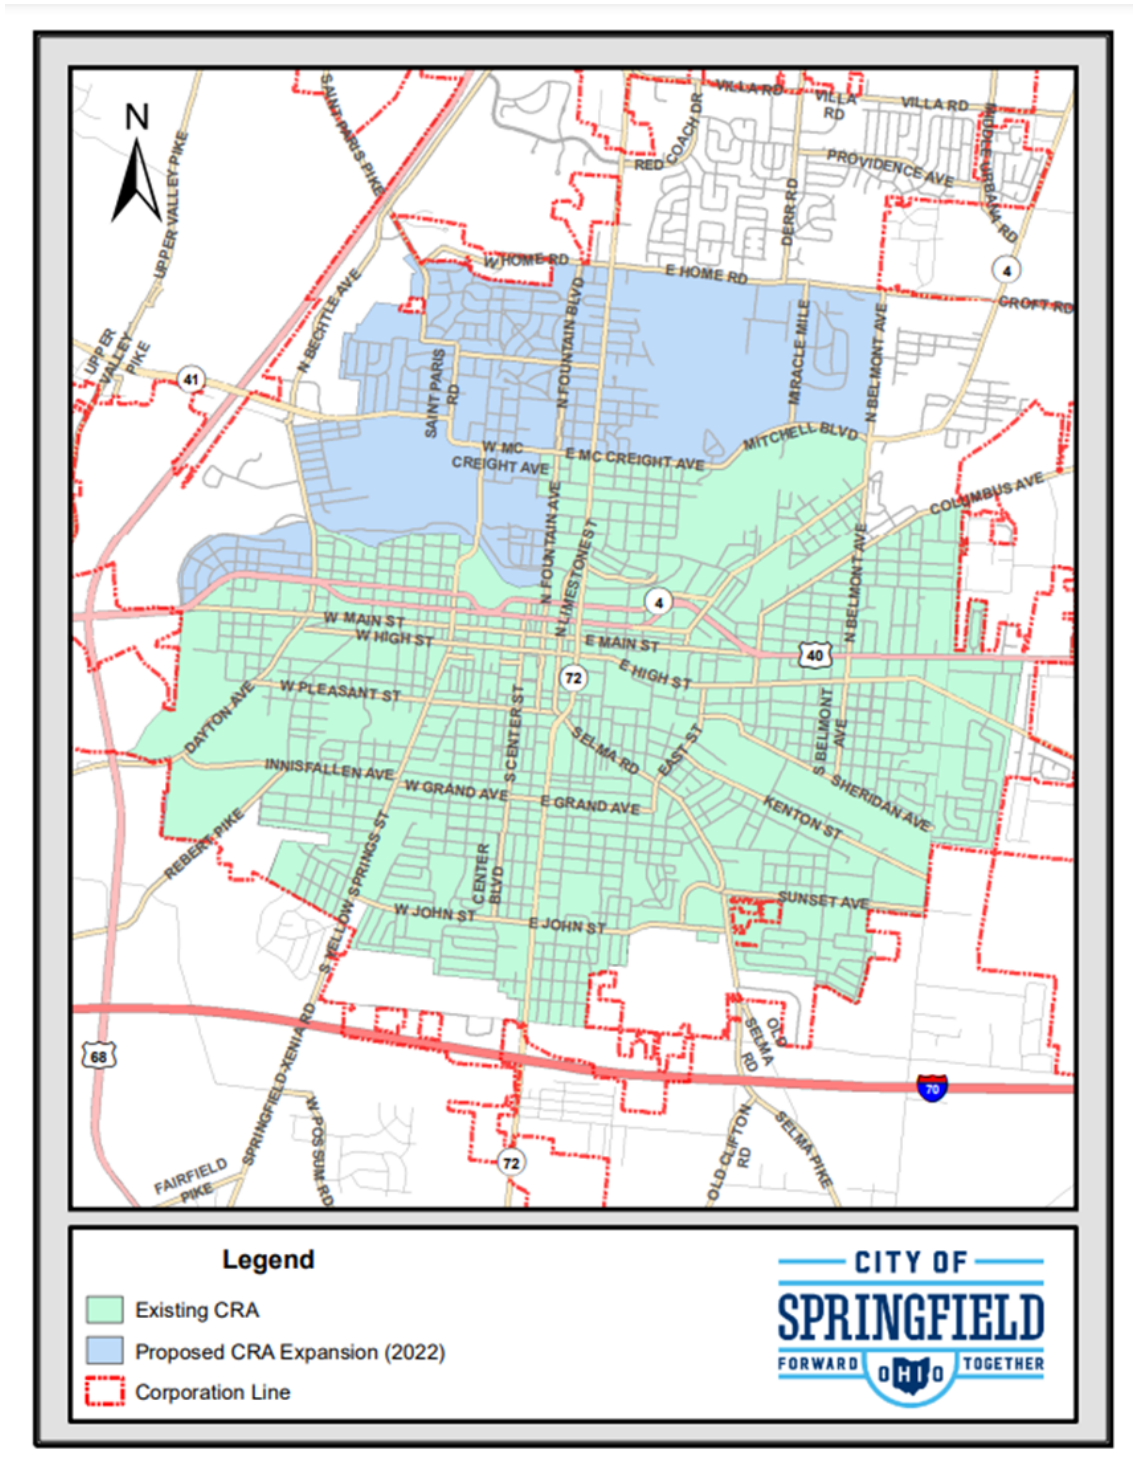 N
SAINT PARIS PIKE
UPPER VALLEY PIKE
VILLA RD
VILLA
RD
VILLA RD
MIDDLE URBANA RD
RED COACH DR
PROVIDENCE AVE
DERR RD
4
W HOME RD
E HOME RD
CROFT RD
N BECHTLE AVE
UPPER
VALLEY
PIKE
41
SAINT PARIS
RD
N FOUNTAIN BLVD
MIRACLE MILE
N BELMONT AVE
MITCHELL BLVD
W MC
CREIGHT AVE
E MC CREIGHT AVE
COLUMBUS AVE
N FOUNTAIN AVE
N LIMESTONE ST
N BELMONT AVE
4
W MAIN ST
W HIGH ST
E MAIN ST
40
E HIGH ST
72
W PLEASANT ST
DAYTON AVE
S CENTER ST
SELMA RD
EAST ST
S BELMONT
AVE
INNISFALLEN AVE
W GRAND AVE
E GRAND AVE
SHERIDAN AVE
KENTON ST
REBERT PIKE
S YELLOW SPRINGS ST
CENTER
BLVD
W JOHN ST
E JOHN ST
SUNSET AVE
68
SPRINGFIELD-XENIA RD
OLD
SELMA
RD
70
W POSSUM RD
72
OLD CLIFTON
RD
SELMA PIKE
FAIRFIELD
PIKE
Legend
Existing CRA
Proposed CRA Expansion (2022)
Corporation Line
CITY OF
SPRINGFIELD
FORWARD OHIO TOGETHER